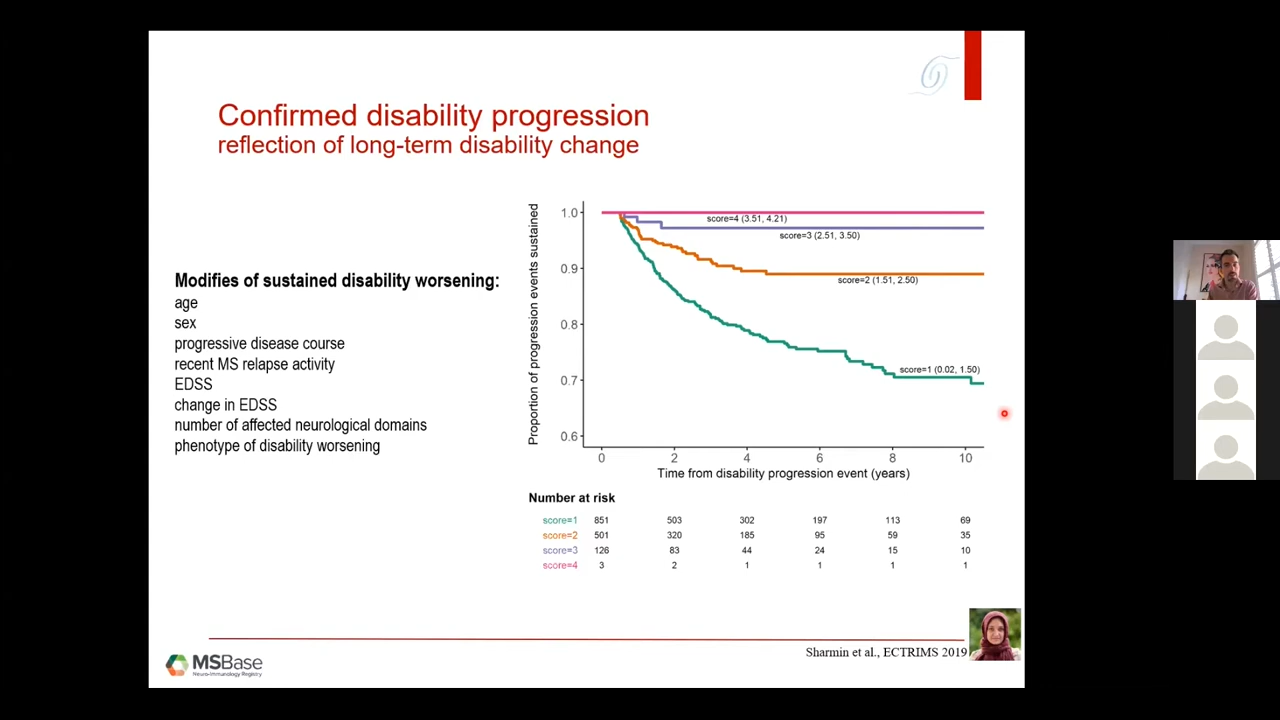 Confirmed disability progression
reflection of long-term disability change
Modifies of sustained disability worsening:
age
sex
progressive disease course
recent MS relapse activity
EDSS
change in EDSS
number of affected neurological domains
phenotype of disability worsening
Proportion of progression events sustained
1.0
0.9
0.8
0.7
0.6
score=4 (3.51, 4.21)
score=3 (2.51, 3.50)
score=2 (1.51, 2.50)
score=1 (0.02, 1.50)
0 2 4 6 8 10
Time from disability progression event (years)
Number at risk
score=1 851 503 302 197 113 69
score=2 501 320 185 95 59 35
score=3 126 83 44 24 15 10
score=4 3 2 1 1 1 1
Sharmin et al., ECTRIMS 2019
MSBase
Neuro-Immunology Registry